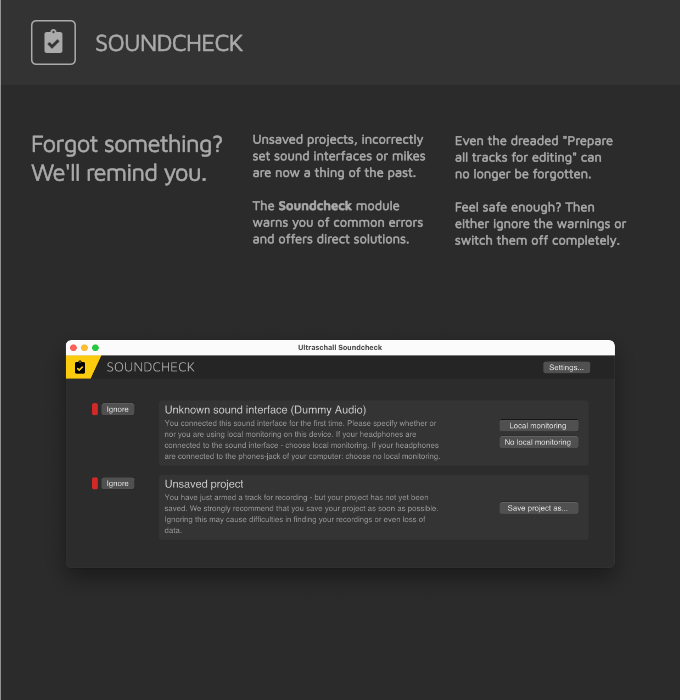 SOUNDCHECK
Forgot something?
We'll remind you.
Unsaved projects, incorrectly
set sound interfaces or mikes
are now a thing of the past.
The Soundcheck module
warns you of common errors
and offers direct solutions.
Even the dreaded "Prepare
all tracks for editing" can
no longer be forgotten.
Feel safe enough? Then
either ignore the warnings or
switch them off completely.
Ultraschall Soundcheck
SOUNDCHECK
Settings...
Ignore
Unknown sound interface (Dummy Audio)
You connected this sound interface for the first time. Please specify whether or
nor you are using local monitoring on this device. If your headphones are
connected to the sound interface - choose local monitoring. If your headphones
are connected to the phones-jack of your computer: choose no local monitoring.
Local monitoring
No local monitoring
Ignore
Unsaved project
You have just armed a track for recording - but your project has not yet been
saved. We strongly recommend that you save your project as soon as possible.
Ignoring this may cause difficulties in finding your recordings or even loss of
data.
Save project as...